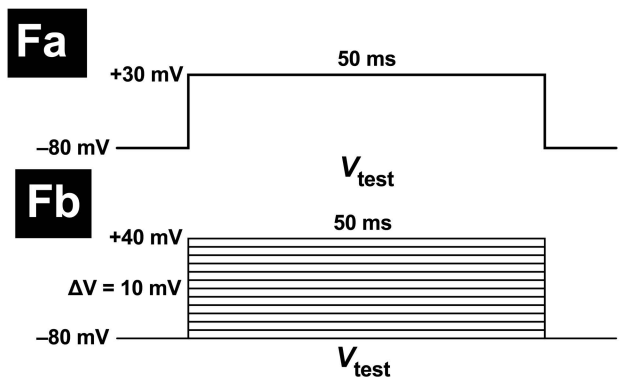 Fa
50 ms
+30 mV
–80 mV
Vtest
Fb
50 ms
+40 mV
ΔV = 10 mV
–80 mV
Vtest